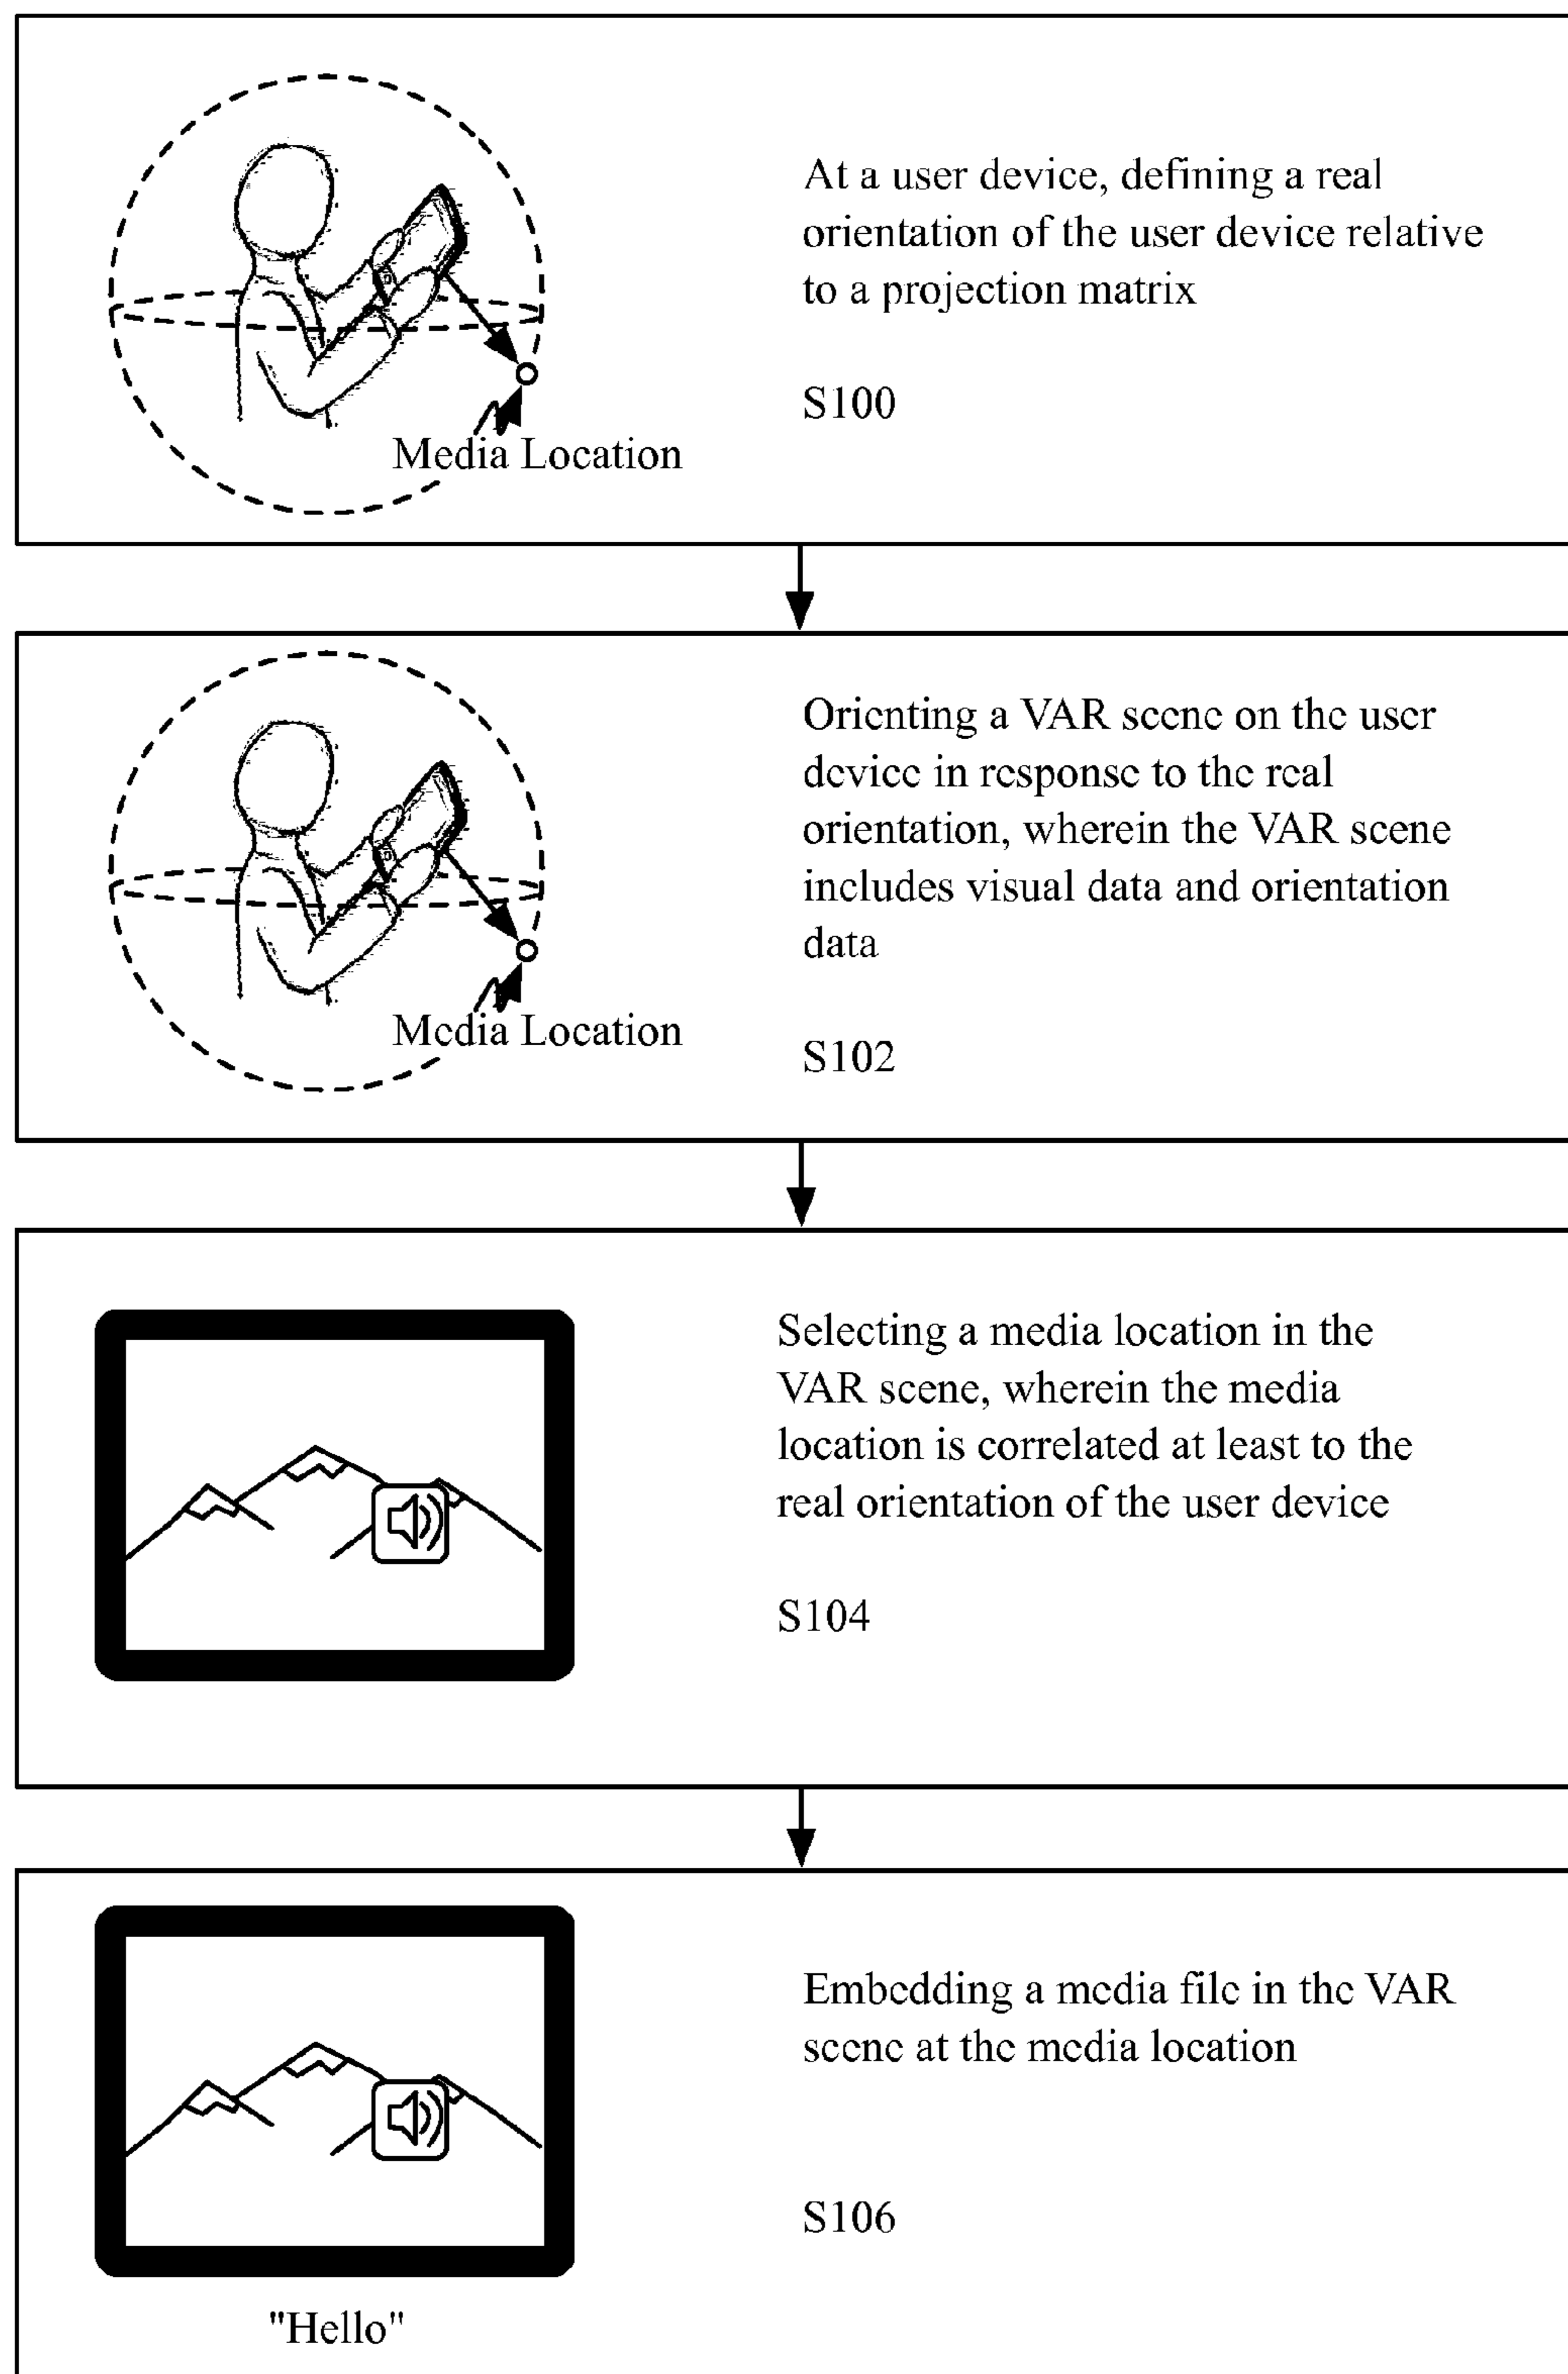 At a user device, defining a real
orientation of the user device relative
to a projection matrix
S100
Media Location
Orienting a VAR scene on the user
device in response to the real
orientation, wherein the VAR scene
includes visual data and orientation
data
S102
Media Location
Selecting a media location in the
VAR scene, wherein the media
location is correlated at least to the
real orientation of the user device
S104
Embedding a media file in the VAR
scene at the media location
S106
"Hello"